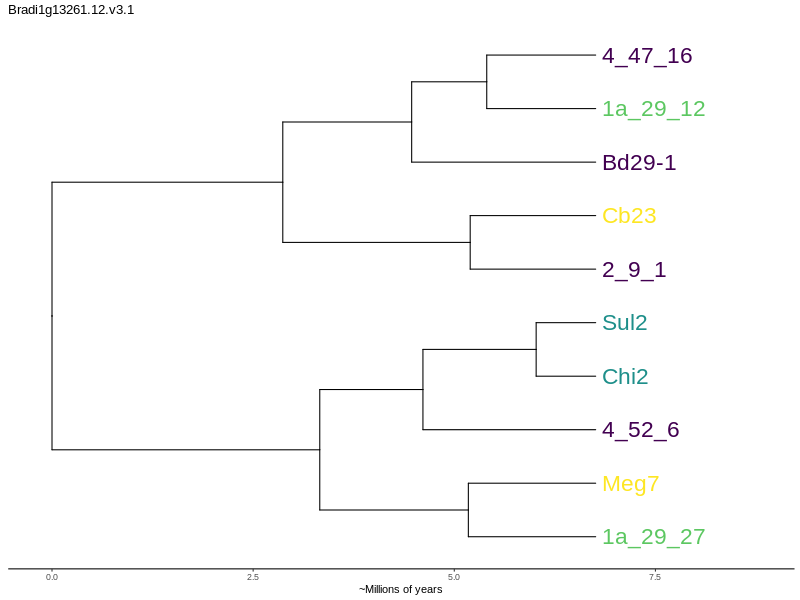 Bradi1g13261.12.v3.1
4_47_16
1a_29_12
Bd29-1
Cb23
2_9_1
Sul2
Chi2
4_52_6
Meg7
1a_29_27
0.0 2.5 5.0 7.5
~Millions of years